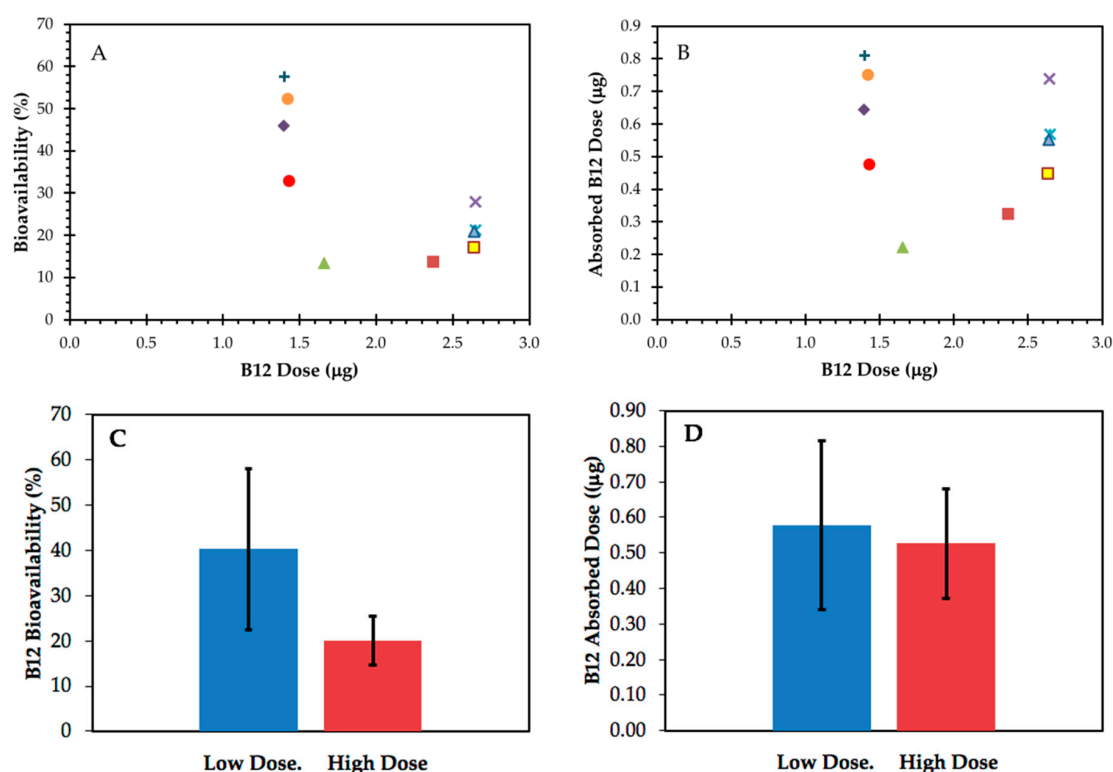 A
Bioavailability (%)
70
60
50
40
30
20
10
0
0.0 0.5 1.0 1.5 2.0 2.5 3.0
B12 Dose (µg)
B
Absorbed B12 Dose (µg)
0.9
0.8
0.7
0.6
0.5
0.4
0.3
0.2
0.1
0.0
0.0 0.5 1.0 1.5 2.0 2.5 3.0
B12 Dose (µg)
C
B12 Bioavailability (%)
70
60
50
40
30
20
10
0
Low Dose. High Dose
D
B12 Absorbed Dose ((µg)
0.90
0.80
0.70
0.60
0.50
0.40
0.30
0.20
0.10
0.00
Low Dose. High Dose